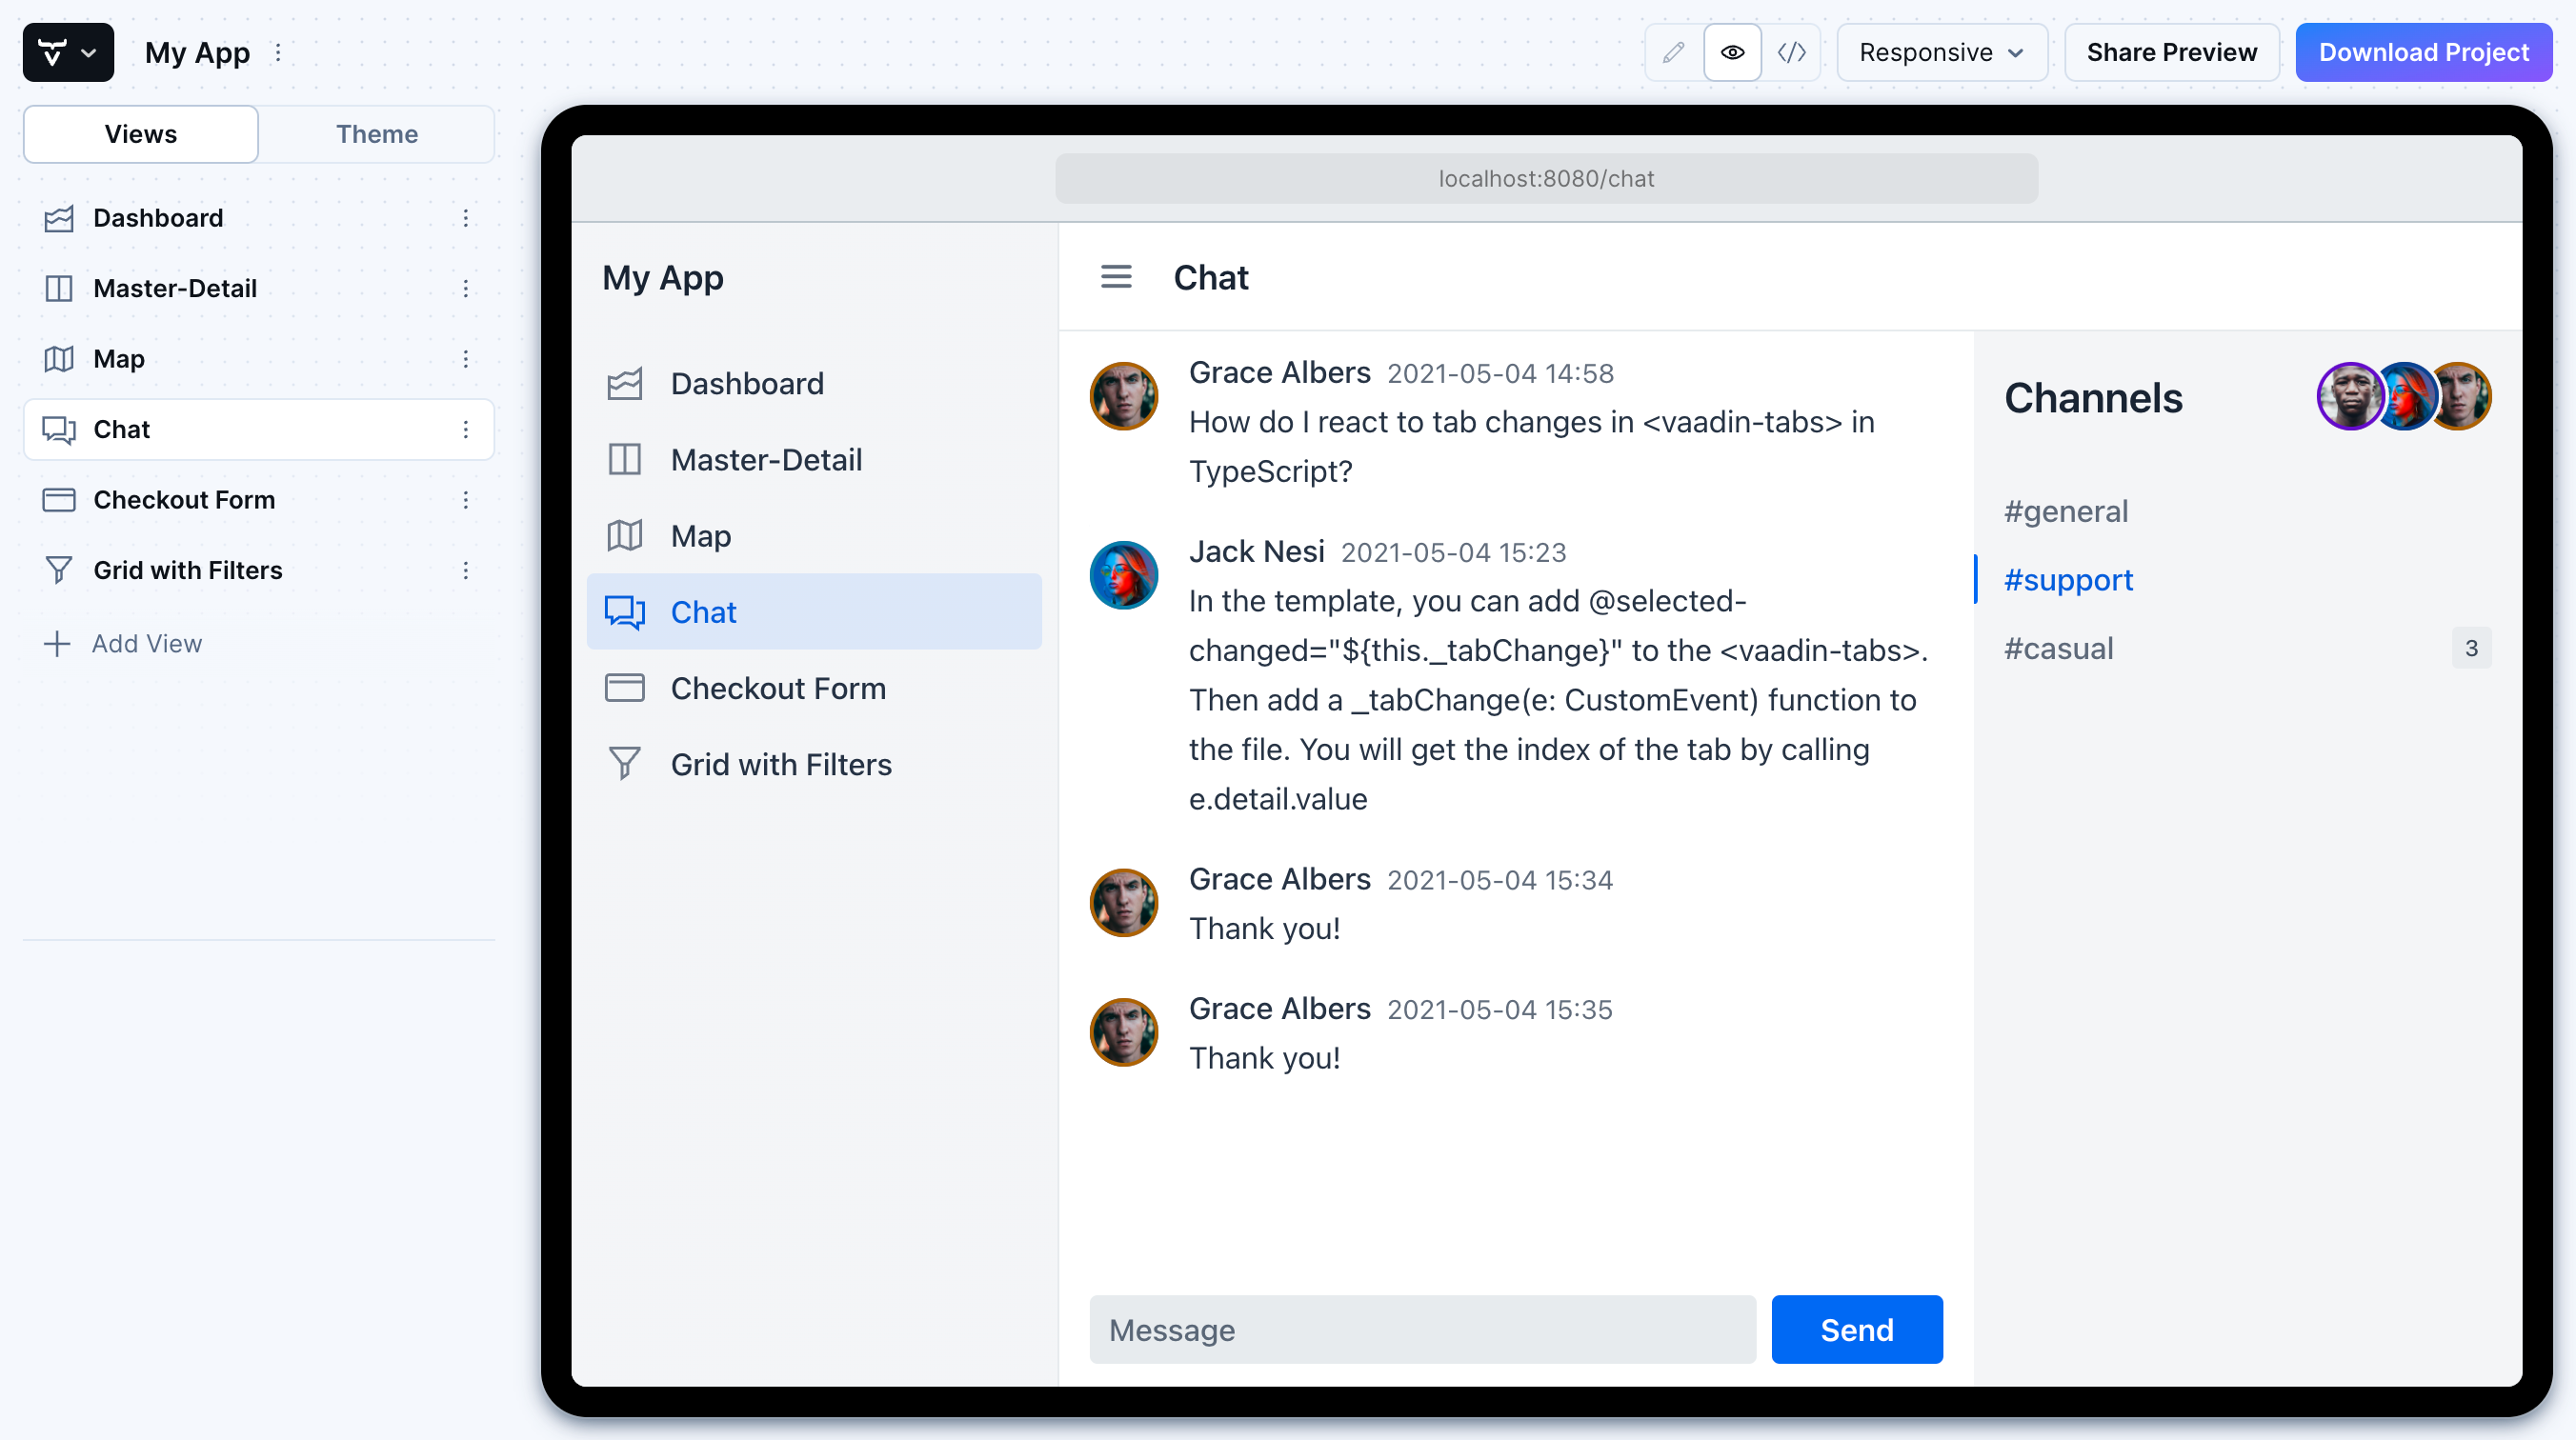 My App
Responsive
Share Preview
Download Project
Views
Theme
Dashboard
Master-Detail
Map
Chat
Checkout Form
Grid with Filters
Add View
localhost:8080/chat
My App
Dashboard
Master-Detail
Map
Chat
Checkout Form
Grid with Filters
Chat
Grace Albers 2021-05-04 14:58
How do I react to tab changes in <vaadin-tabs> in
TypeScript?
Jack Nesi 2021-05-04 15:23
In the template, you can add @selected-
changed="${this._tabChange}" to the <vaadin-tabs>.
Then add a _tabChange(e: CustomEvent) function to
the file. You will get the index of the tab by calling
e.detail.value
Grace Albers 2021-05-04 15:34
Thank you!
Grace Albers 2021-05-04 15:35
Thank you!
Message
Send
Channels
#general
#support
#casual 3